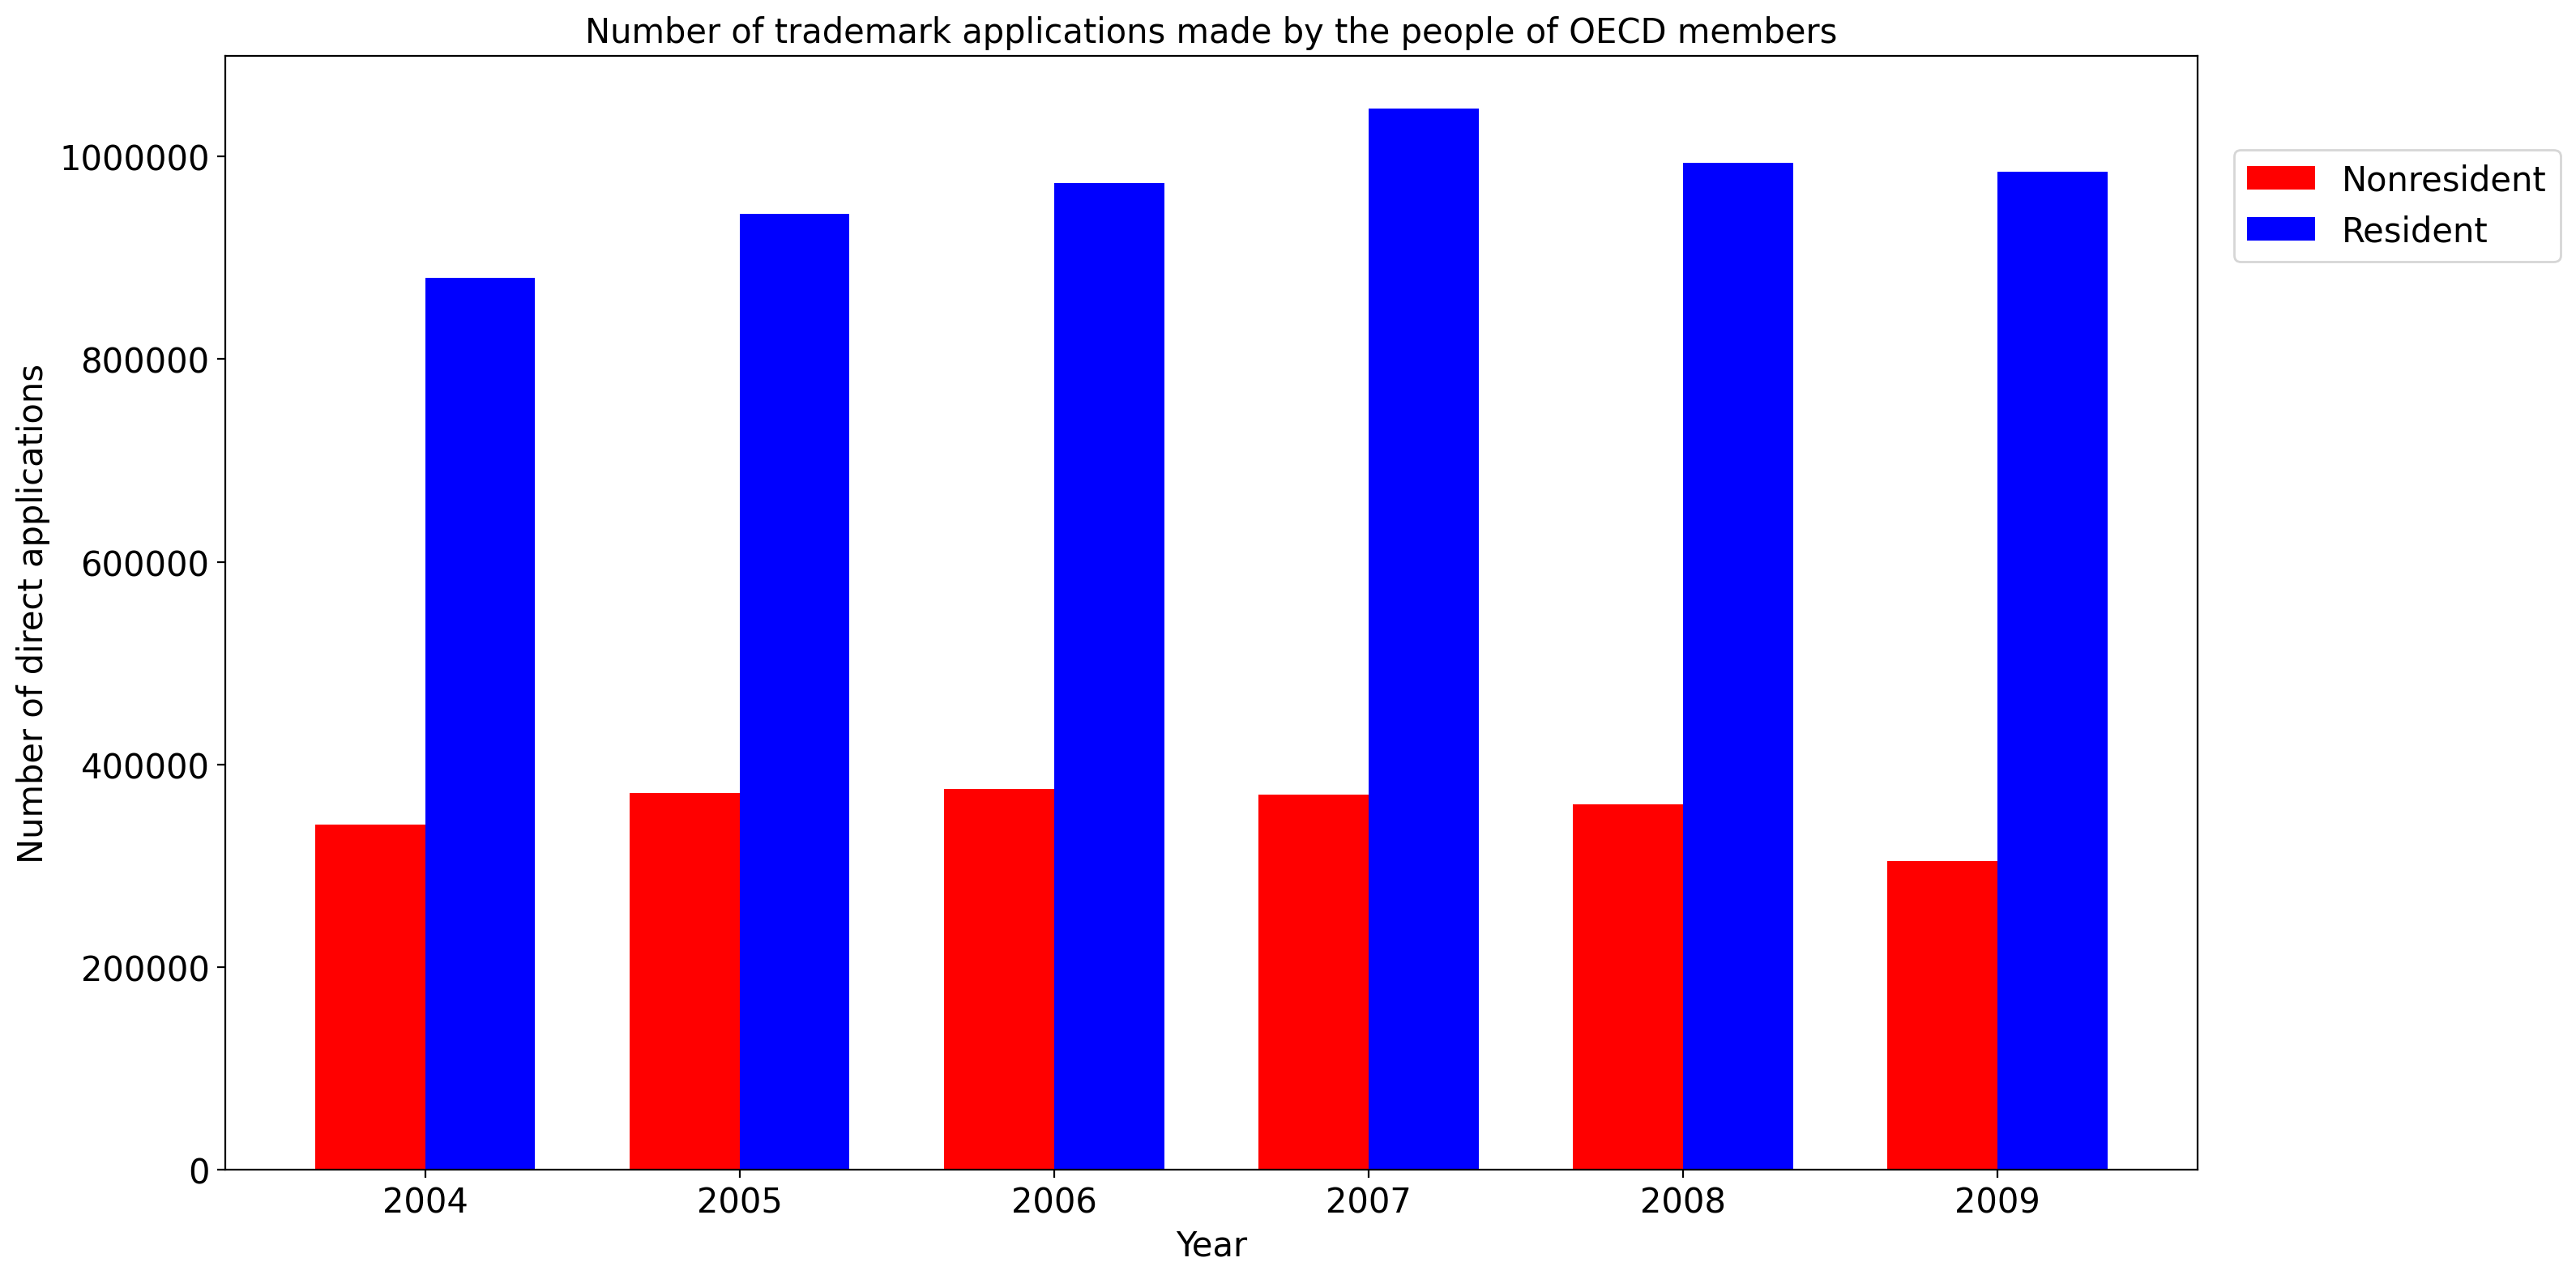 Number of trademark applications made by the people of OECD members
Number of direct applications
1000000
800000
600000
400000
200000
0
2004 2005 2006 2007 2008 2009
Year
Nonresident
Resident